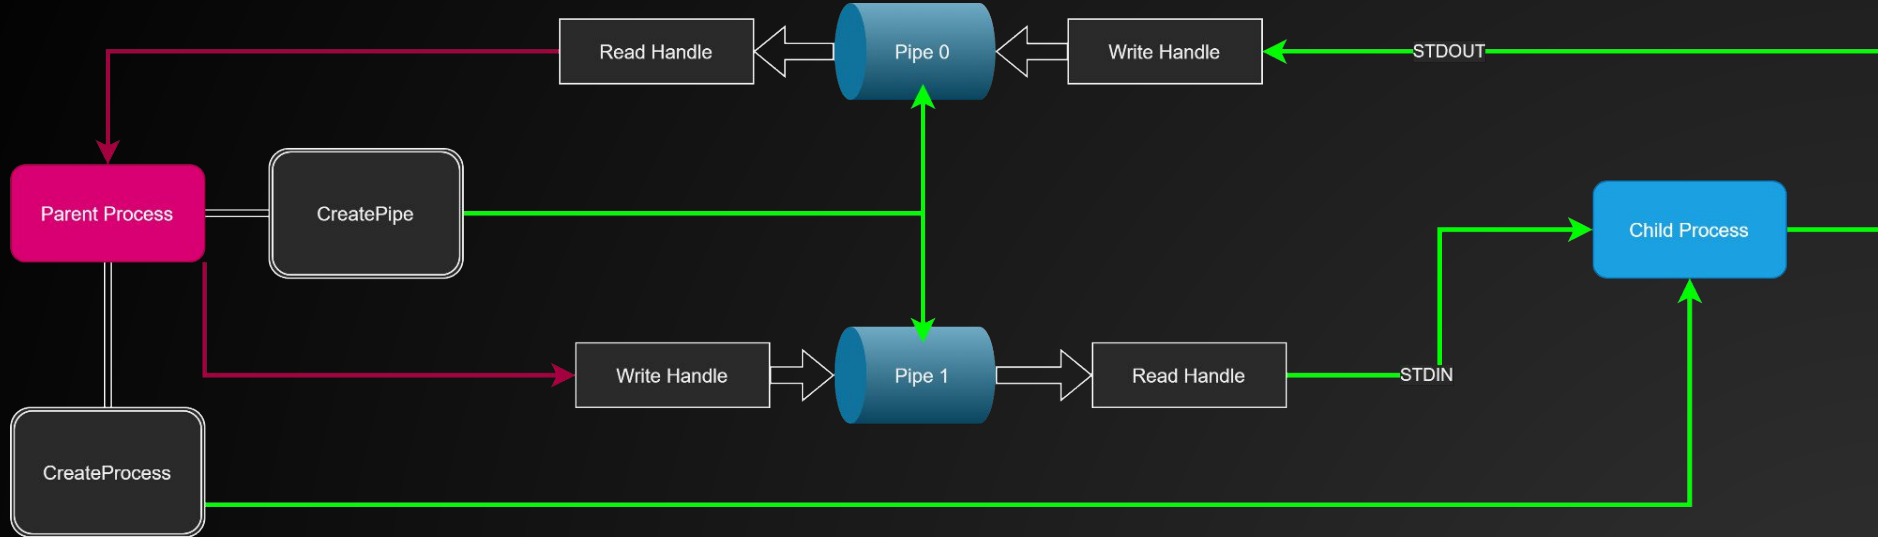 Read Handle
Pipe 0
Write Handle
STDOUT
Parent Process
CreatePipe
Child Process
Write Handle
Pipe 1
Read Handle
STDIN
CreateProcess